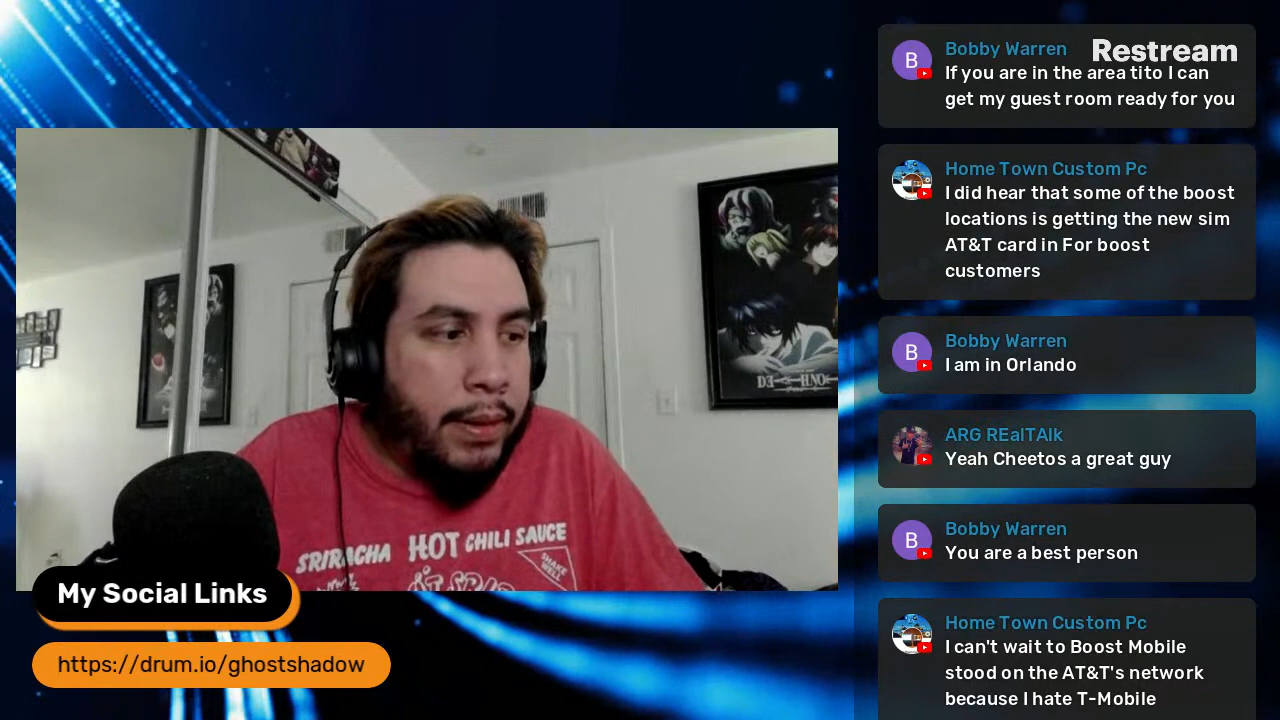 Restream
Bobby Warren
If you are in the area tito I can
get my guest room ready for you
Home Town Custom Pc
I did hear that some of the boost
locations is getting the new sim
AT&T card in For boost
customers
Bobby Warren
I am in Orlando
ARG REalTAlk
Yeah Cheetos a great guy
Bobby Warren
You are a best person
Home Town Custom Pc
I can't wait to Boost Mobile
stood on the AT&T's network
because I hate T-Mobile
SRIRACHA HOT CHILI SAUCE
SHAKE
WELL
My Social Links
https://drum.io/ghostshadow